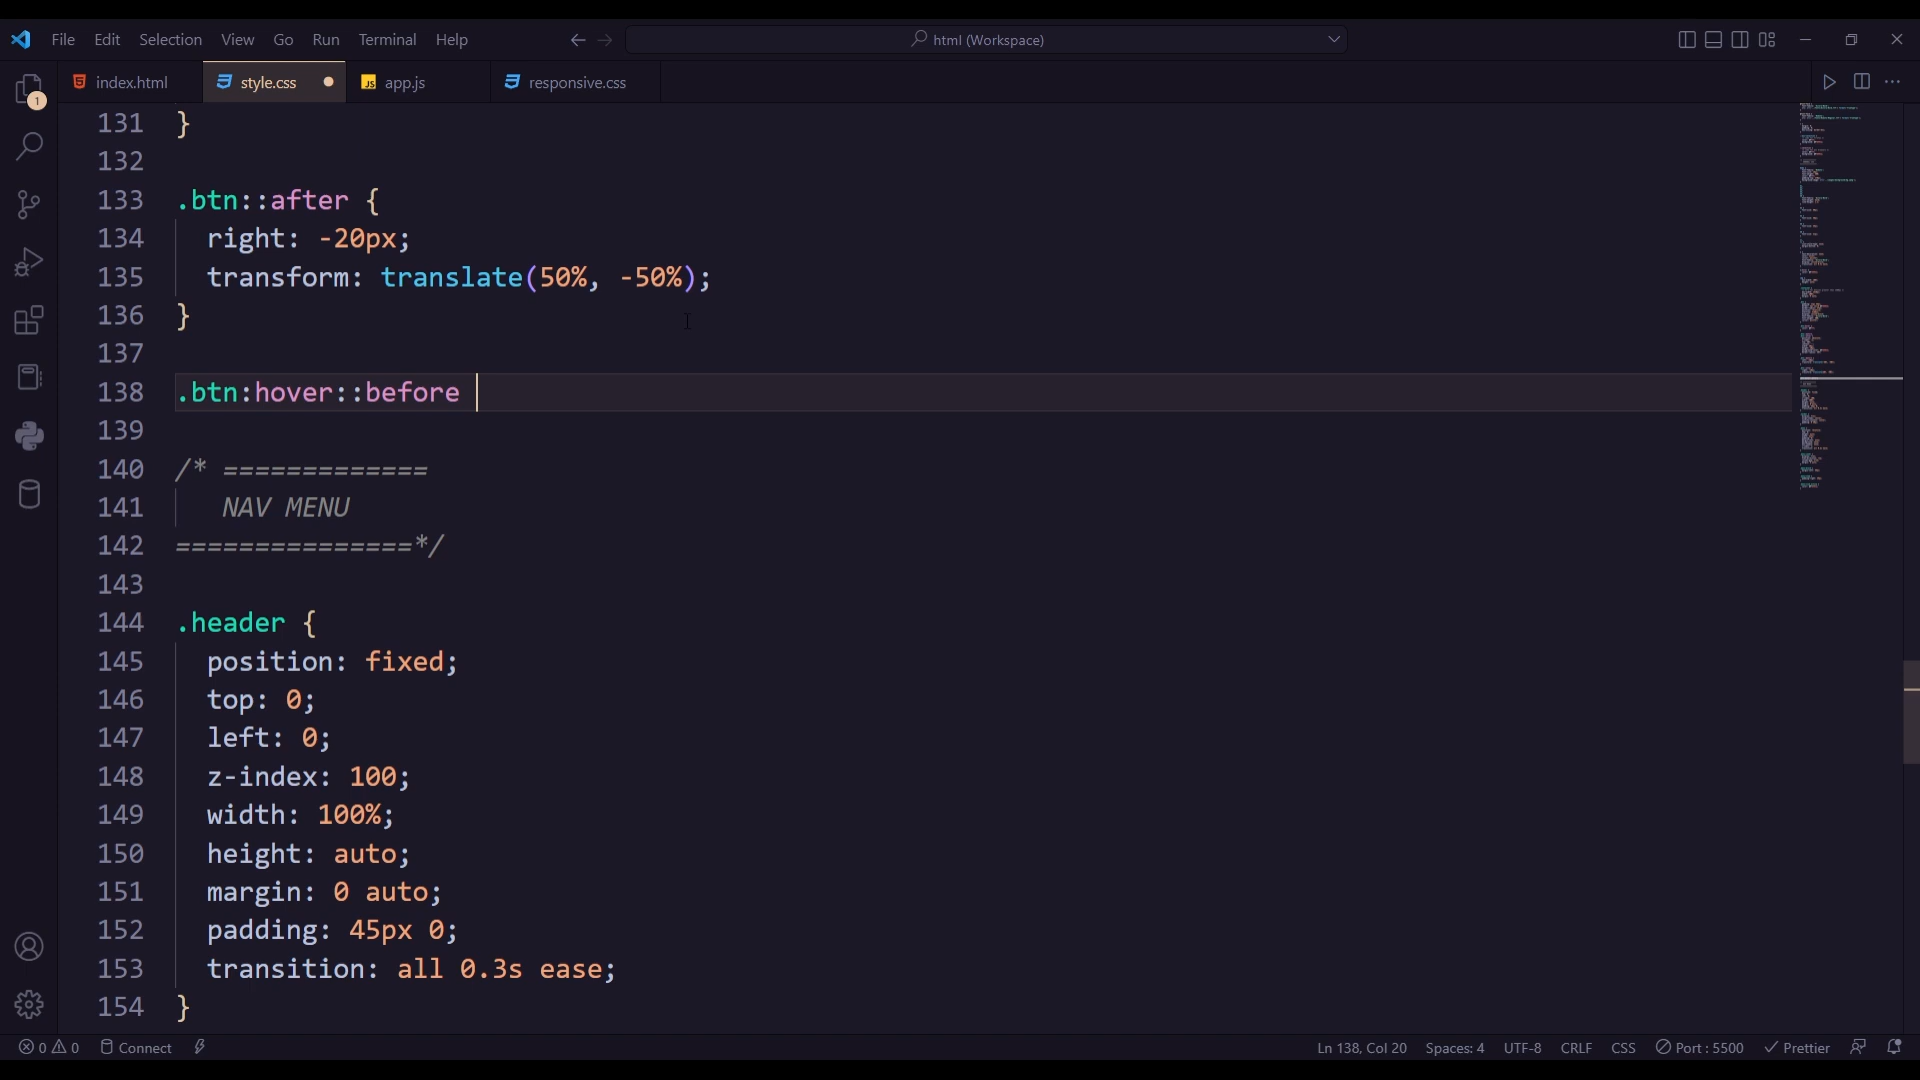 File Edit Selection View Go Run Terminal Help html (Workspace)
index.html style.css app.js responsive.css
1
131 }
132
133 .btn::after {
134 right: -20px;
135 transform: translate(50%, -50%);
136 }
137
138 .btn:hover::before
139
140 /* =============
141 NAV MENU
142 ===============*/
143
144 .header {
145 position: fixed;
146 top: 0;
147 left: 0;
148 z-index: 100;
149 width: 100%;
150 height: auto;
151 margin: 0 auto;
152 padding: 45px 0;
153 transition: all 0.3s ease;
154 }
0 0 Connect Ln 138, Col 20 Spaces: 4 UTF-8 CRLF CSS Port : 5500 Prettier